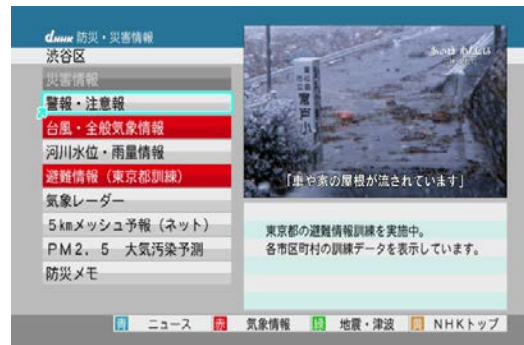 dNHK 防災・災害情報
渋谷区
災害情報
警報・注意報
台風・全般気象情報
河川水位・雨量情報
避難情報(東京都訓練)
気象レーダー
5kmメッシュ予報(ネット)
PM2.5 大気汚染予測
防災メモ
「車や家の屋根が流されています」
東京都の避難情報訓練を実施中。
各市区町村の訓練データを表示しています。
青 ニュース 赤 気象情報 緑 地震・津波 黄 NHKトップ